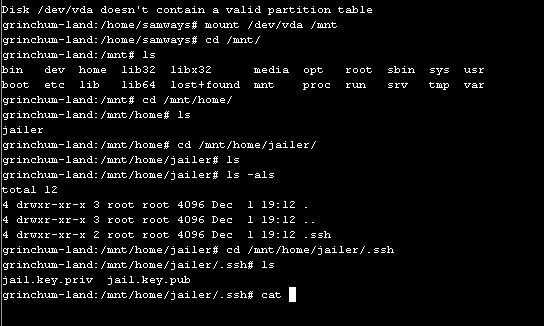 Disk /dev/vda doesn't contain a valid partition table
grinchum-land:/home/samways# mount /dev/vda /mnt
grinchum-land:/home/samways# cd /mnt/
grinchum-land:/mnt# ls
bin dev home lib32 libx32 media opt root sbin sys usr
boot etc lib lib64 lost+found mnt proc run srv tmp var
grinchum-land:/mnt# cd /mnt/home/
grinchum-land:/mnt/home# ls
jailer
grinchum-land:/mnt/home# cd /mnt/home/jailer/
grinchum-land:/mnt/home/jailer# ls
grinchum-land:/mnt/home/jailer# ls -als
total 12
4 drwxr-xr-x 3 root root 4096 Dec 1 19:12 .
4 drwxr-xr-x 3 root root 4096 Dec 1 19:12 ..
4 drwxr-xr-x 2 root root 4096 Dec 1 19:12 .ssh
grinchum-land:/mnt/home/jailer# cd /mnt/home/jailer/.ssh
grinchum-land:/mnt/home/jailer/.ssh# ls
jail.key.priv jail.key.pub
grinchum-land:/mnt/home/jailer/.ssh# cat